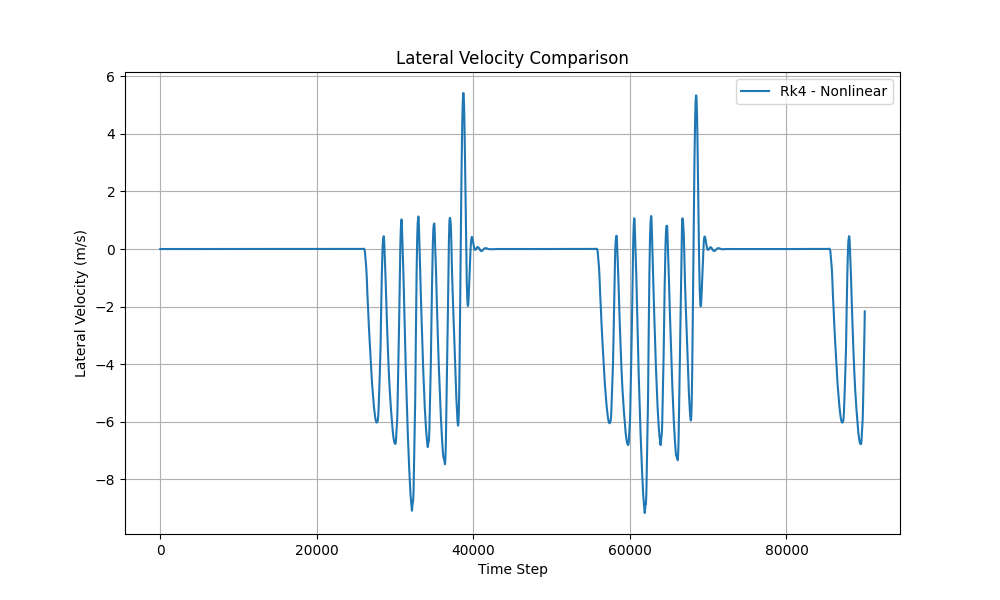 Lateral Velocity Comparison
Rk4 - Nonlinear
Lateral Velocity (m/s)
6
4
2
0
−2
−4
−6
−8
0 20000 40000 60000 80000
Time Step